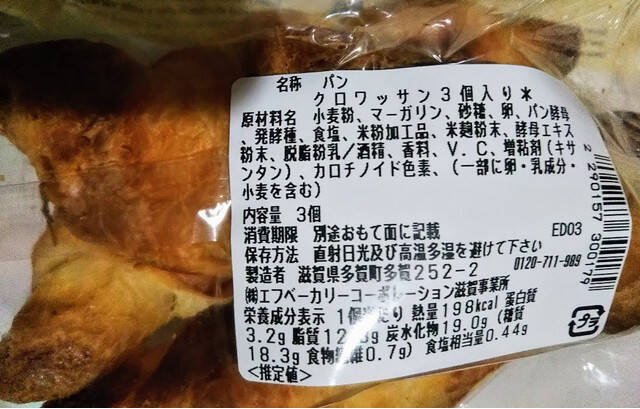 名称 パン
クロワッサン3個入り*
原材料名 小麦粉、マーガリン、砂糖、卵、パン酵母
、発酵種、食塩、米粉加工品、米麹粉末、酵母エキス
粉末、脱脂粉乳/酒精、香料、V.C、増粘剤(キサ
ンタン)、カロチノイド色素、(一部に卵・乳成分・
小麦を含む)
内容量 3個
消費期限 別途おもて面に記載 ED03
保存方法 直射日光及び高温多湿を避けて下さい
製造者 滋賀県多賀町多賀252-2 0120-711-989
㈱エフベーカリーコーポレーション滋賀事業所
栄養成分表示 1個当たり 熱量198kcal 蛋白質
3.2g 脂質 炭水化物19.0g(糖質
18.3g 食物繊維0.7g) 食塩相当量0.44g
<推定値>
プラ
2 290157 300179